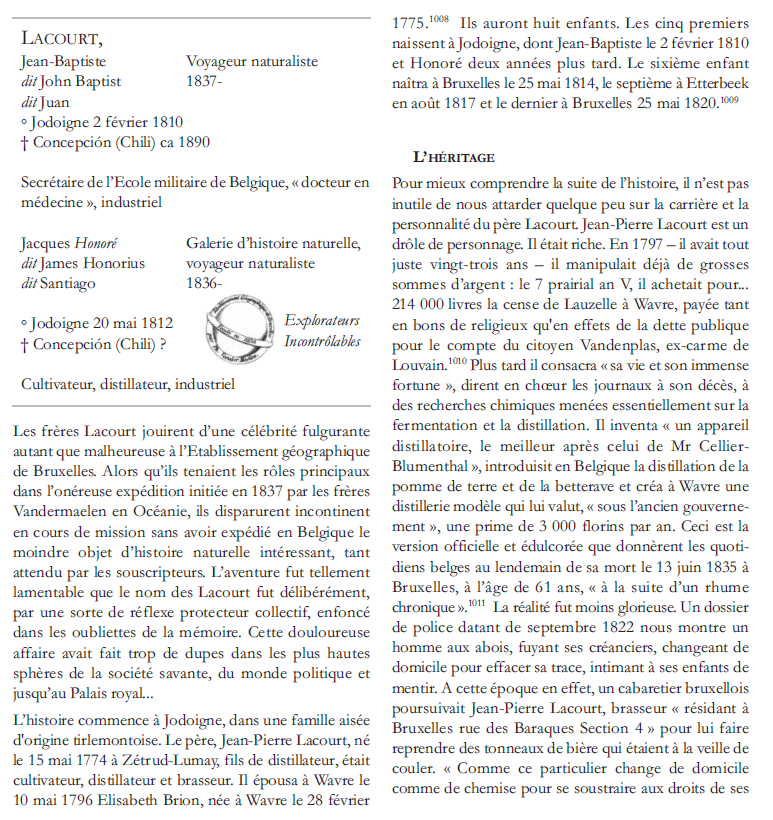 LACOURT,
Jean-Baptiste Voyageur naturaliste
dit John Baptist 1837-
dit Juan
° Jodoigne 2 février 1810
† Concepción (Chili) ca 1890
Secrétaire de l’Ecole militaire de Belgique, « docteur en
médecine », industriel
Jacques Honoré Galerie d’histoire naturelle,
dit James Honorius voyageur naturaliste
dit Santiago 1836-
° Jodoigne 20 mai 1812
† Concepción (Chili) ?
Explorateurs
Incontrôlables
Cultivateur, distillateur, industriel
Les frères Lacourt jouirent d’une célébrité fulgurante
autant que malheureuse à l’Etablissement géographique
de Bruxelles. Alors qu’ils tenaient les rôles principaux
dans l’onéreuse expédition initiée en 1837 par les frères
Vandermaelen en Océanie, ils disparurent incontinent
en cours de mission sans avoir expédié en Belgique le
moindre objet d’histoire naturelle intéressant, tant
attendu par les souscripteurs. L’aventure fut tellement
lamentable que le nom des Lacourt fut délibérément,
par une sorte de réflexe protecteur collectif, enfoncé
dans les oubliettes de la mémoire. Cette douloureuse
affaire avait fait trop de dupes dans les plus hautes
sphères de la société savante, du monde politique et
jusqu’au Palais royal...
L’histoire commence à Jodoigne, dans une famille aisée
d'origine tirlemontoise. Le père, Jean-Pierre Lacourt, né
le 15 mai 1774 à Zétrud-Lumay, fils de distillateur, était
cultivateur, distillateur et brasseur. Il épousa à Wavre le
10 mai 1796 Elisabeth Brion, née à Wavre le 28 février
1775.1008 Ils auront huit enfants. Les cinq premiers
naissent à Jodoigne, dont Jean-Baptiste le 2 février 1810
et Honoré deux années plus tard. Le sixième enfant
naîtra à Bruxelles le 25 mai 1814, le septième à Etterbeek
en août 1817 et le dernier à Bruxelles 25 mai 1820.1009
L’HÉRITAGE
Pour mieux comprendre la suite de l’histoire, il n’est pas
inutile de nous attarder quelque peu sur la carrière et la
personnalité du père Lacourt. Jean-Pierre Lacourt est un
drôle de personnage. Il était riche. En 1797 – il avait tout
juste vingt-trois ans – il manipulait déjà de grosses
sommes d’argent : le 7 prairial an V, il achetait pour...
214 000 livres la cense de Lauzelle à Wavre, payée tant
en bons de religieux qu'en effets de la dette publique
pour le compte du citoyen Vandenplas, ex-carme de
Louvain.1010 Plus tard il consacra « sa vie et son immense
fortune », dirent en chœur les journaux à son décès, à
des recherches chimiques menées essentiellement sur la
fermentation et la distillation. Il inventa « un appareil
distillatoire, le meilleur après celui de Mr Cellier-
Blumenthal », introduisit en Belgique la distillation de la
pomme de terre et de la betterave et créa à Wavre une
distillerie modèle qui lui valut, « sous l’ancien gouverne-
ment », une prime de 3 000 florins par an. Ceci est la
version officielle et édulcorée que donnèrent les quoti-
diens belges au lendemain de sa mort le 13 juin 1835 à
Bruxelles, à l’âge de 61 ans, « à la suite d’un rhume
chronique ».1011 La réalité fut moins glorieuse. Un dossier
de police datant de septembre 1822 nous montre un
homme aux abois, fuyant ses créanciers, changeant de
domicile pour effacer sa trace, intimant à ses enfants de
mentir. A cette époque en effet, un cabaretier bruxellois
poursuivait Jean-Pierre Lacourt, brasseur « résidant à
Bruxelles rue des Baraques Section 4 » pour lui faire
reprendre des tonneaux de bière qui étaient à la veille de
couler. « Comme ce particulier change de domicile
comme de chemise pour se soustraire aux droits de ses